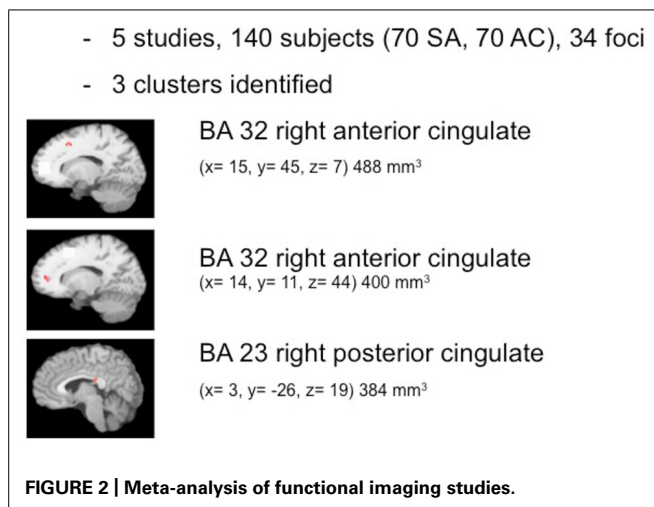 - 5 studies, 140 subjects (70 SA, 70 AC), 34 foci
- 3 clusters identified
BA 32 right anterior cingulate
(x= 15, y= 45, z= 7) 488 mm³
BA 32 right anterior cingulate
(x= 14, y= 11, z= 44) 400 mm³
BA 23 right posterior cingulate
(x= 3, y= -26, z= 19) 384 mm³
FIGURE 2 | Meta-analysis of functional imaging studies.